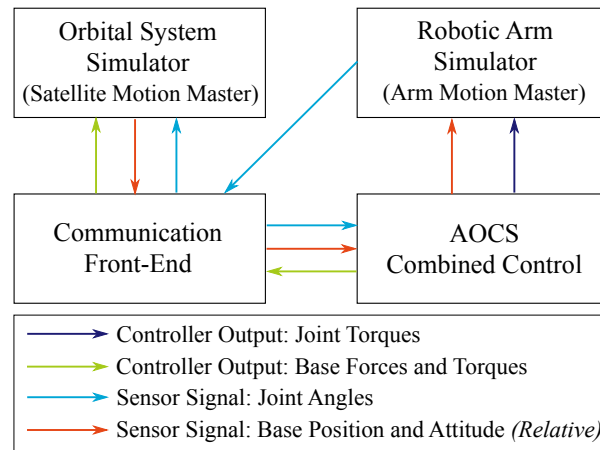 Orbital System
Simulator
(Satellite Motion Master)
Robotic Arm
Simulator
(Arm Motion Master)
Communication
Front-End
AOCS
Combined Control
Controller Output: Joint Torques
Controller Output: Base Forces and Torques
Sensor Signal: Joint Angles
Sensor Signal: Base Position and Attitude (Relative)